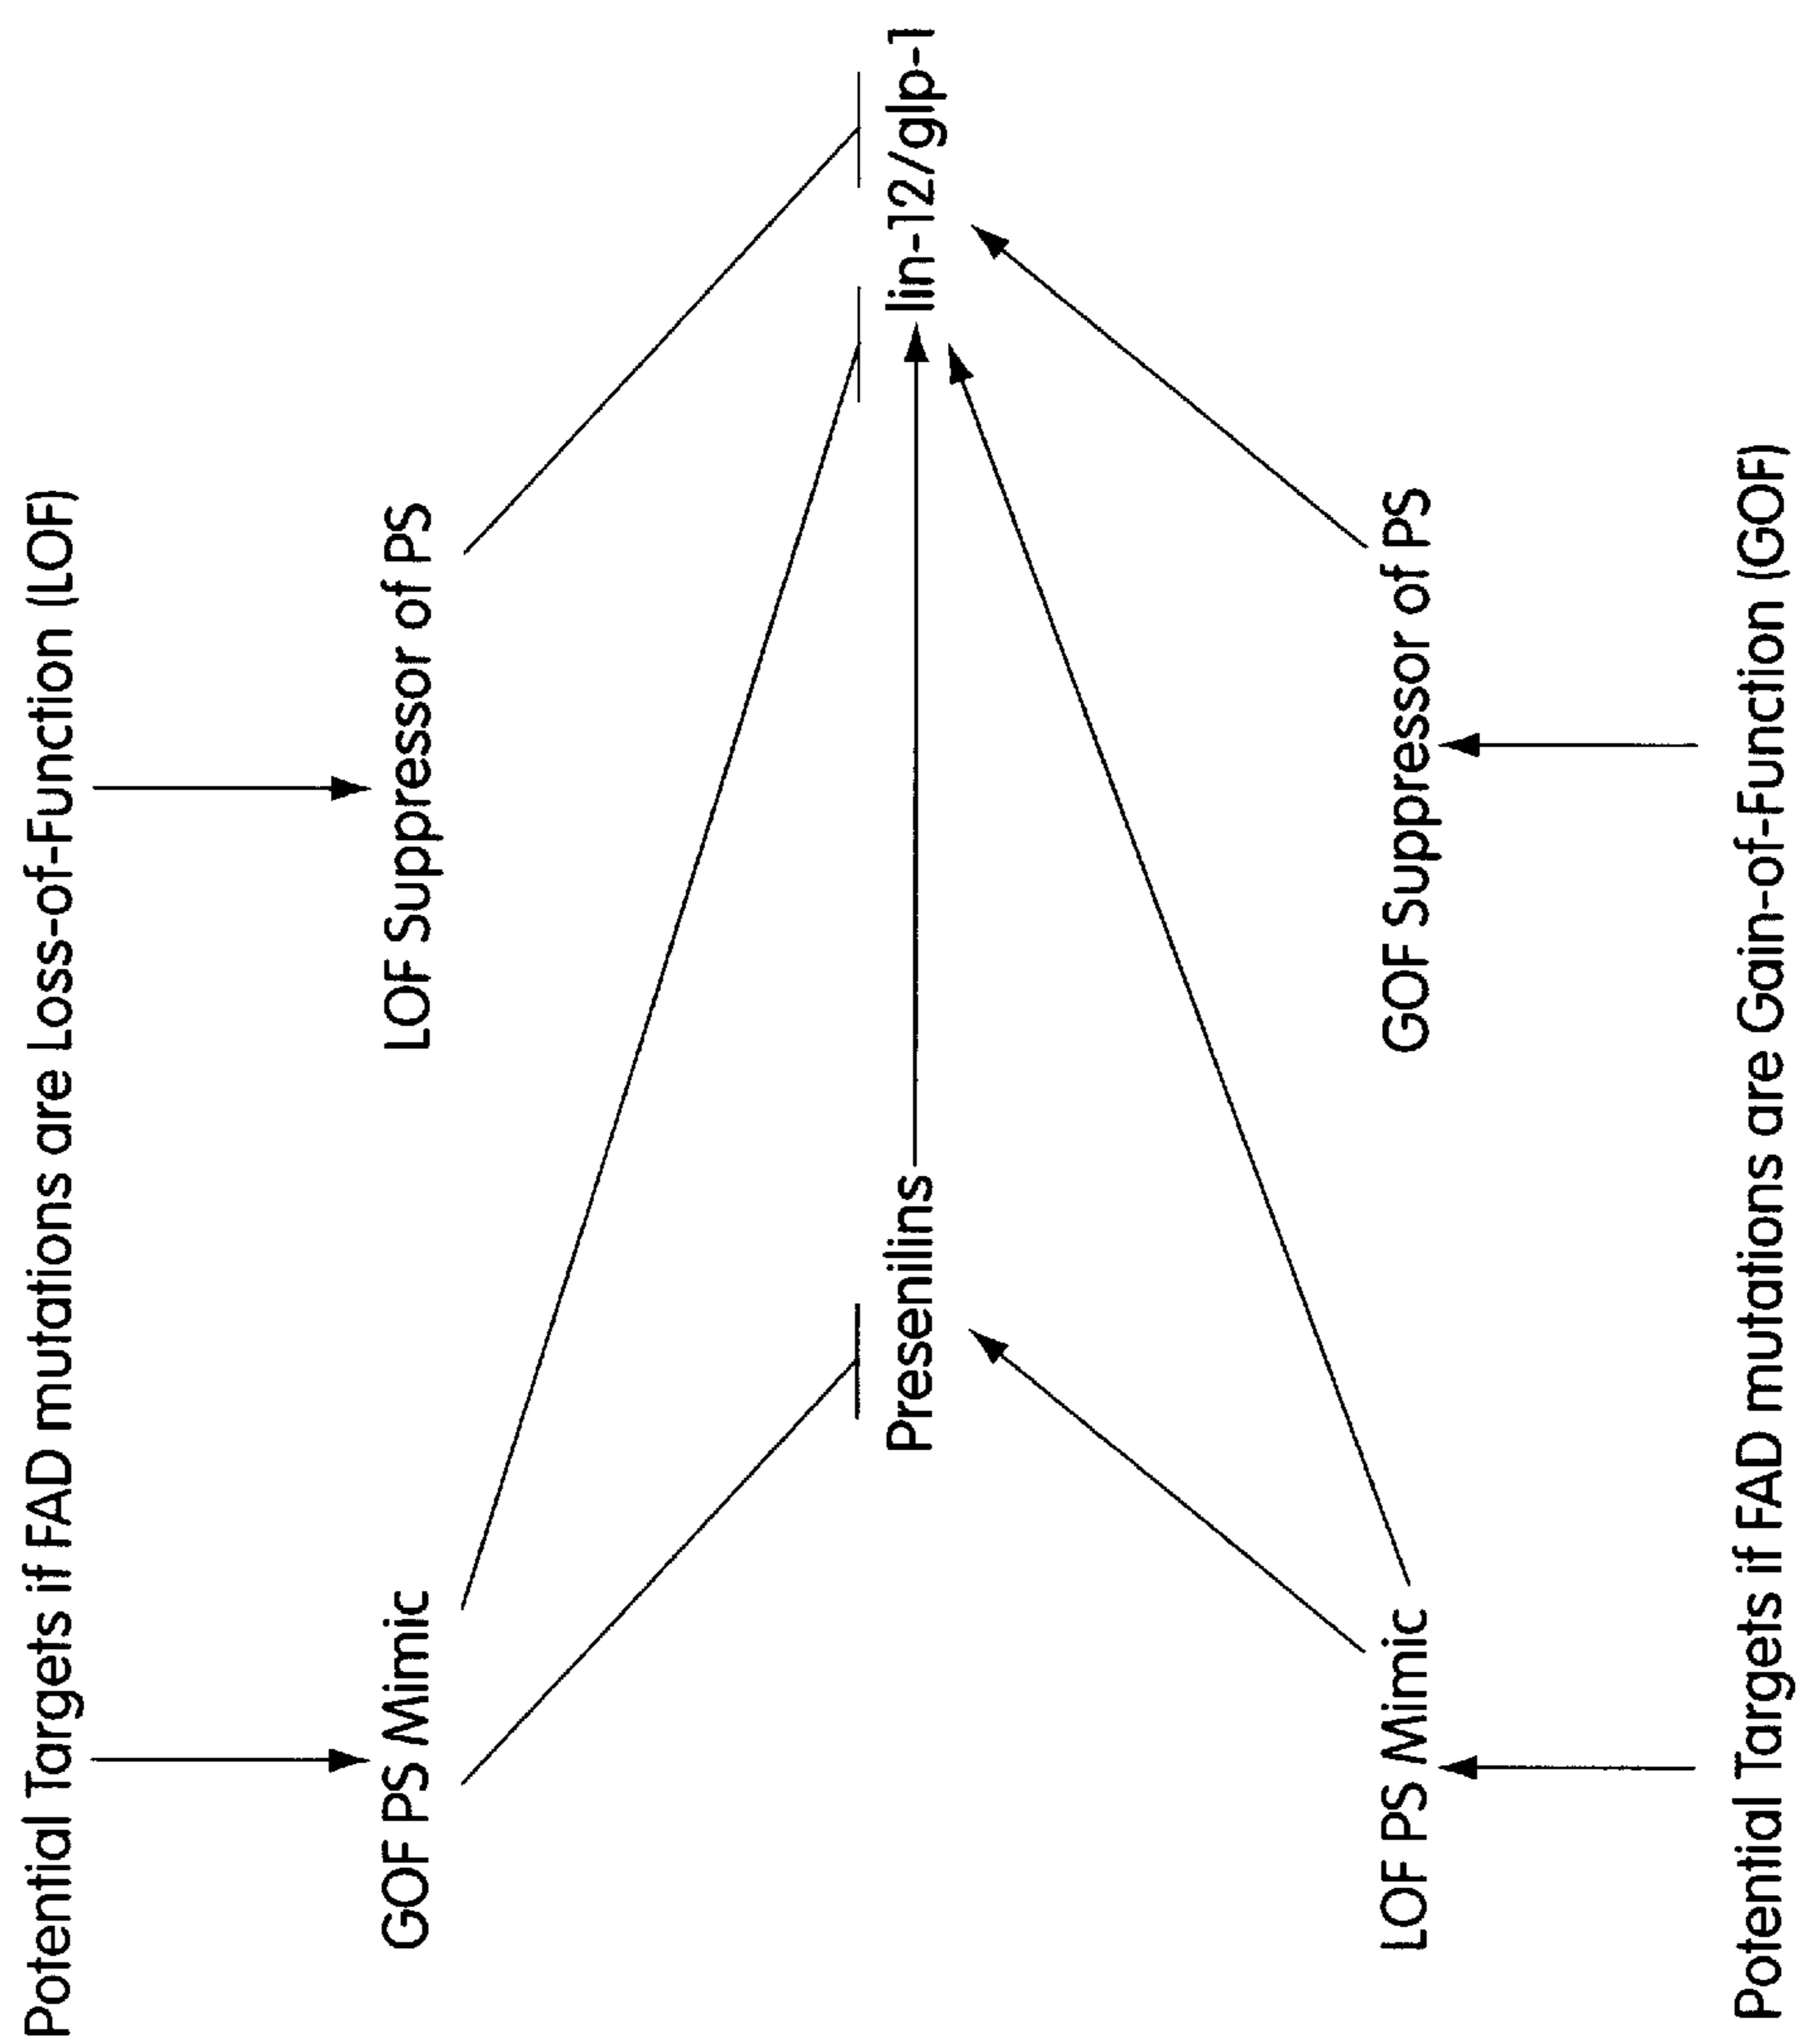 Potential Targets if FAD mutations are Loss-of-Function (LOF)
GOF PS Mimic
LOF Suppressor of PS
Presenilins
lin-12/glp-1
LOF PS Mimic
GOF Suppressor of PS
Potential Targets if FAD mutations are Gain-of-Function (GOF)